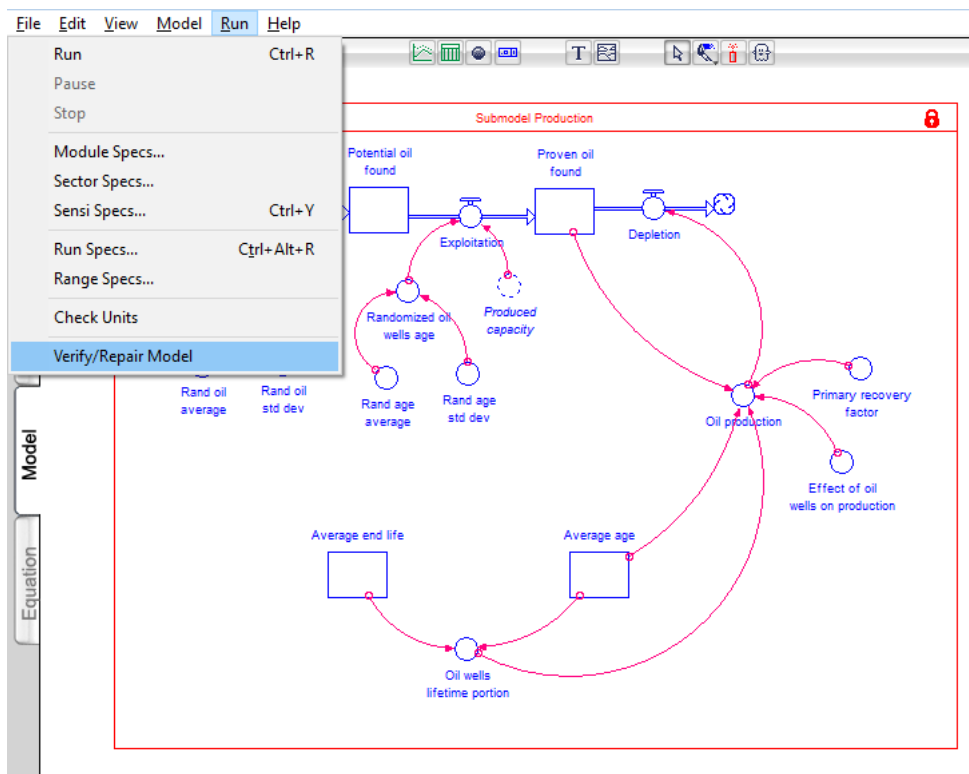 File Edit View Model Run Help
Run Ctrl+R
Pause
Stop
Module Specs...
Sector Specs...
Sensi Specs... Ctrl+Y
Run Specs... Ctrl+Alt+R
Range Specs...
Check Units
Verify/Repair Model
T
Submodel Production
Potential oil
found
Proven oil
found
Exploitation
Depletion
Randomized oil
wells age
Produced
capacity
Rand oil
average
Rand oil
std dev
Rand age
average
Rand age
std dev
Oil production
Primary recovery
factor
Effect of oil
wells on production
Average end life
Average age
Oil wells
lifetime portion
Model
Equation